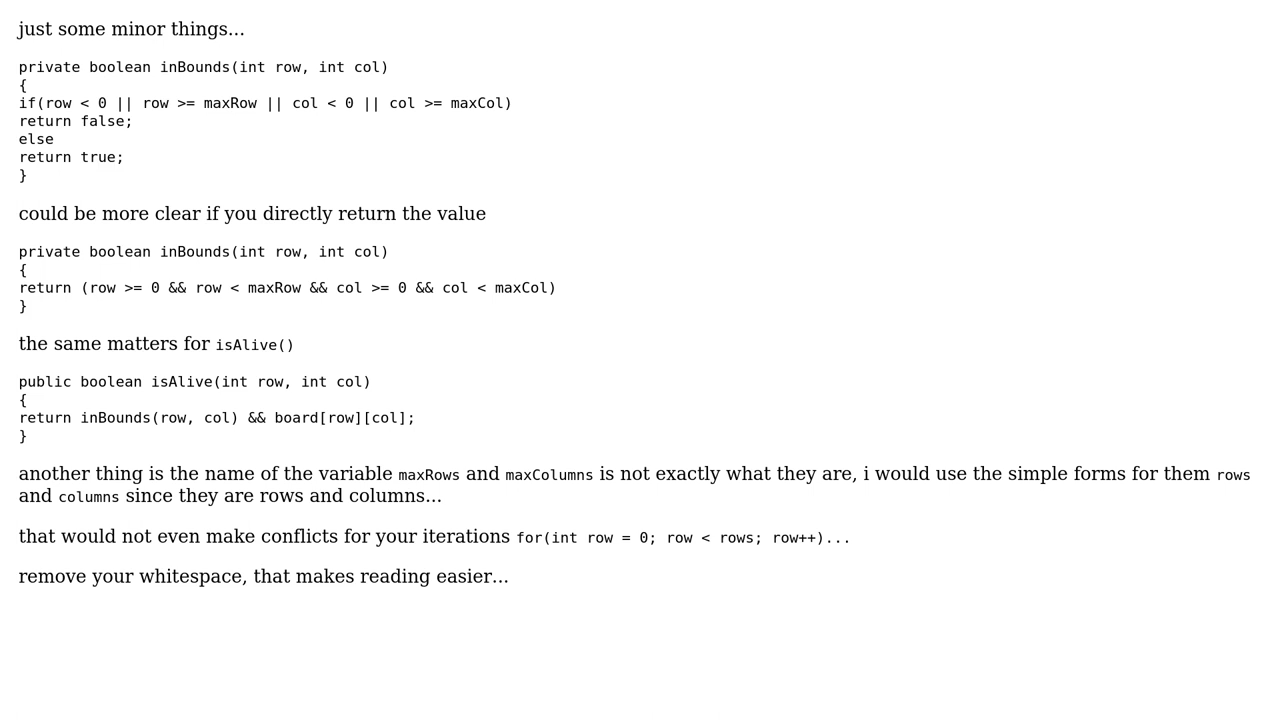 just some minor things...
private boolean inBounds(int row, int col)
{
if(row < 0 || row >= maxRow || col < 0 || col >= maxCol)
return false;
else
return true;
}
could be more clear if you directly return the value
private boolean inBounds(int row, int col)
{
return (row >= 0 && row < maxRow && col >= 0 && col < maxCol)
}
the same matters for isAlive()
public boolean isAlive(int row, int col)
{
return inBounds(row, col) && board[row][col];
}
another thing is the name of the variable maxRows and maxColumns is not exactly what they are, i would use the simple forms for them rows
and columns since they are rows and columns...
that would not even make conflicts for your iterations for(int row = 0; row < rows; row++)...
remove your whitespace, that makes reading easier...